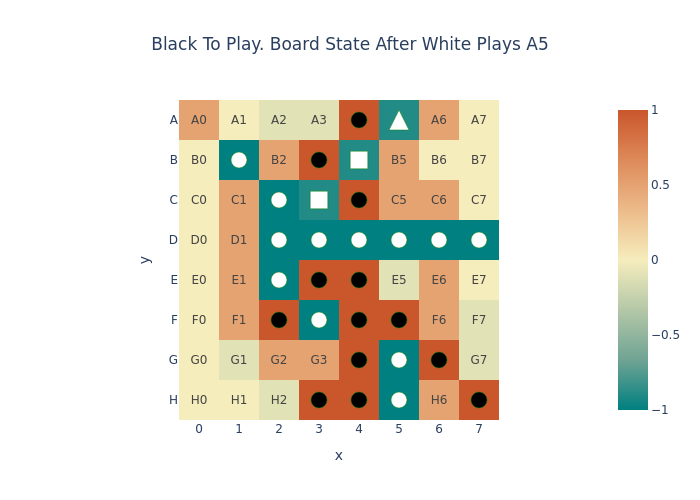 Black To Play. Board State After White Plays A5
A A0 A1 A2 A3 A6 A7
B B0 B2 B5 B6 B7
C C0 C1 C5 C6 C7
D D0 D1
E E0 E1 E5 E6 E7
F F0 F1 F6 F7
G G0 G1 G2 G3 G7
H H0 H1 H2 H6
0 1 2 3 4 5 6 7
x
y
1
0.5
0
−0.5
−1